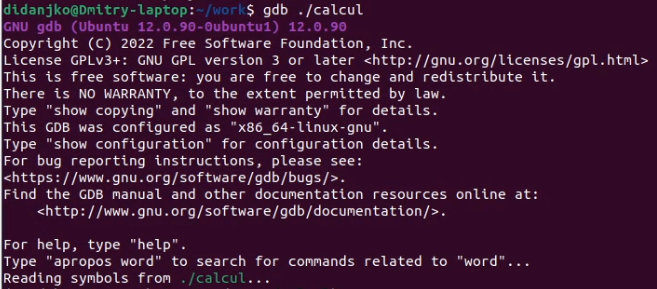 didanjko@Dmitry-laptop:~/work$ gdb ./calcul
GNU gdb (Ubuntu 12.0.90-0ubuntu1) 12.0.90
Copyright (C) 2022 Free Software Foundation, Inc.
License GPLv3+: GNU GPL version 3 or later <http://gnu.org/licenses/gpl.html>
This is free software: you are free to change and redistribute it.
There is NO WARRANTY, to the extent permitted by law.
Type "show copying" and "show warranty" for details.
This GDB was configured as "x86_64-linux-gnu".
Type "show configuration" for configuration details.
For bug reporting instructions, please see:
<https://www.gnu.org/software/gdb/bugs/>.
Find the GDB manual and other documentation resources online at:
    <http://www.gnu.org/software/gdb/documentation/>.

For help, type "help".
Type "apropos word" to search for commands related to "word"...
Reading symbols from ./calcul...